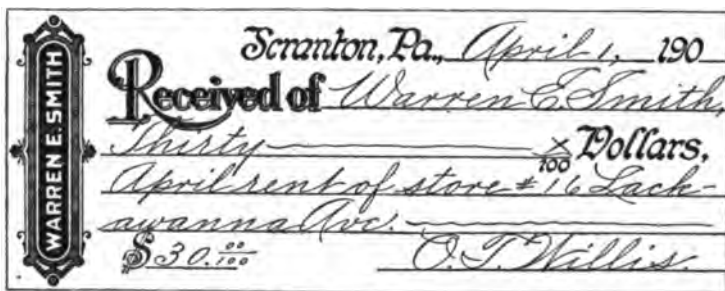 WARREN E. SMITH
Scranton, Pa., April 1, 190
Received of Warren E. Smith,
Thirty x/100 Dollars,
April rent of store #16 Lack-
awanna Ave.
$30.00/100 O. T. Willis.